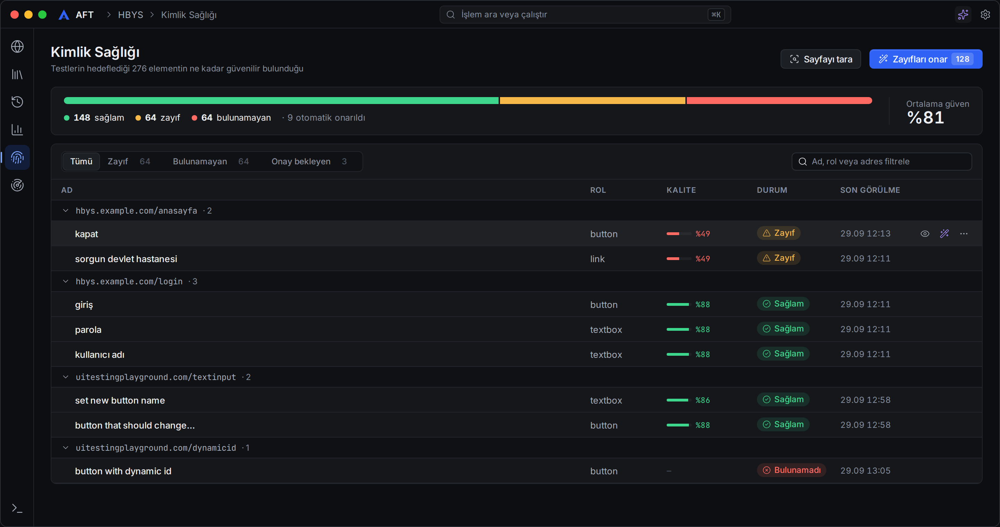 AFT > HBYS > Kimlik Sağlığı
İşlem ara veya çalıştır ⌘K
Kimlik Sağlığı
Testlerin hedeflediği 276 elementin ne kadar güvenilir bulunduğu
Sayfayı tara
Zayıfları onar 128
148 sağlam 64 zayıf 64 bulunamayan · 9 otomatik onarıldı
Ortalama güven
%81
Tümü Zayıf 64 Bulunamayan 64 Onay bekleyen 3
Ad, rol veya adres filtrele
AD ROL KALITE DURUM SON GÖRÜLME
hbys.example.com/anasayfa · 2
kapat button %49 Zayıf 29.09 12:13
sorgun devlet hastanesi link %49 Zayıf 29.09 12:11
hbys.example.com/login · 3
giriş button %88 Sağlam 29.09 12:11
parola textbox %88 Sağlam 29.09 12:11
kullanıcı adı textbox %88 Sağlam 29.09 12:11
uitestingplayground.com/textinput · 2
set new button name textbox %86 Sağlam 29.09 12:58
button that should change... button %88 Sağlam 29.09 12:58
uitestingplayground.com/dynamicid · 1
button with dynamic id button – Bulunamadı 29.09 13:05